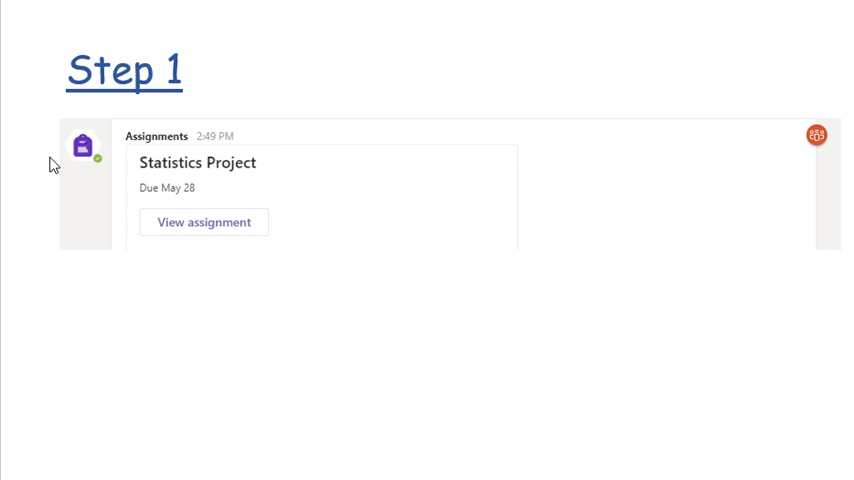 Step 1
Assignments 2:49 PM
Statistics Project
Due May 28
View assignment